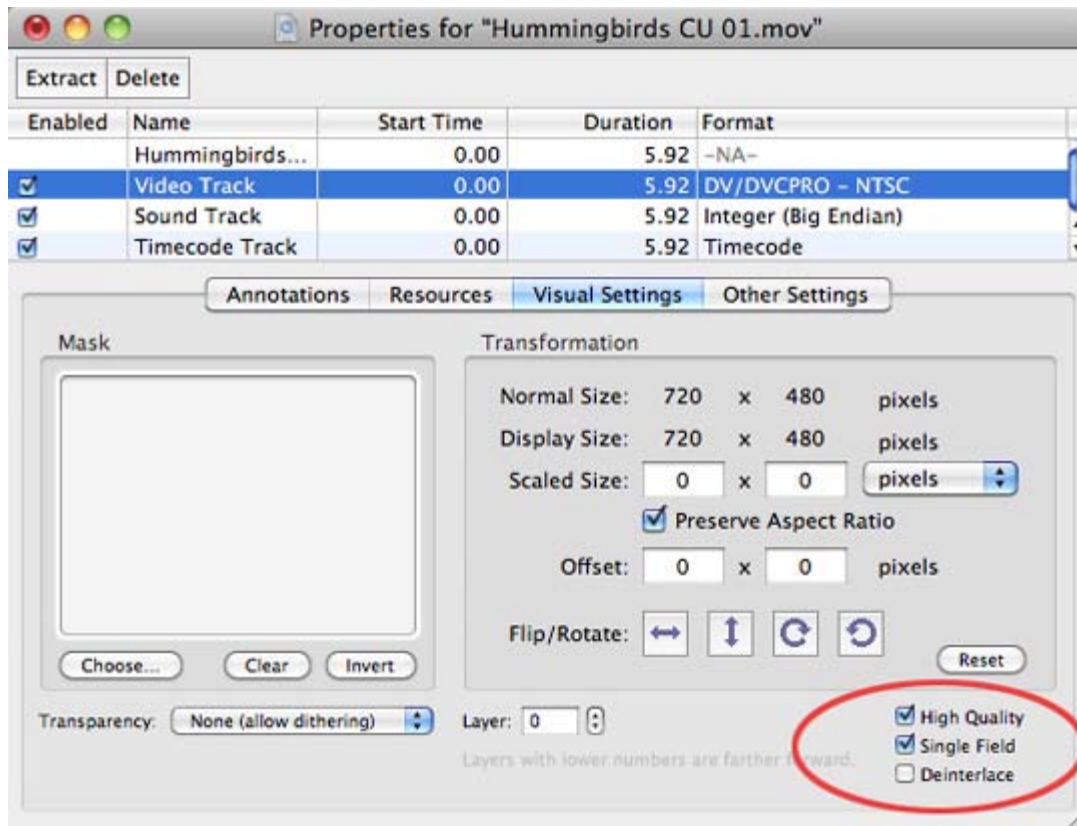 Properties for "Hummingbirds CU 01.mov"
Extract Delete
Enabled Name Start Time Duration Format
Hummingbirds... 0.00 5.92 -NA-
Video Track 0.00 5.92 DV/DVCPRO - NTSC
Sound Track 0.00 5.92 Integer (Big Endian)
Timecode Track 0.00 5.92 Timecode
Annotations Resources Visual Settings Other Settings
Mask
Transformation
Normal Size: 720 x 480 pixels
Display Size: 720 x 480 pixels
Scaled Size: 0 x 0 pixels
Preserve Aspect Ratio
Offset: 0 x 0 pixels
Flip/Rotate:
Choose... Clear Invert
Reset
Transparency: None (allow dithering) Layer: 0
Layers with lower numbers are farther forward.
High Quality
Single Field
Deinterlace